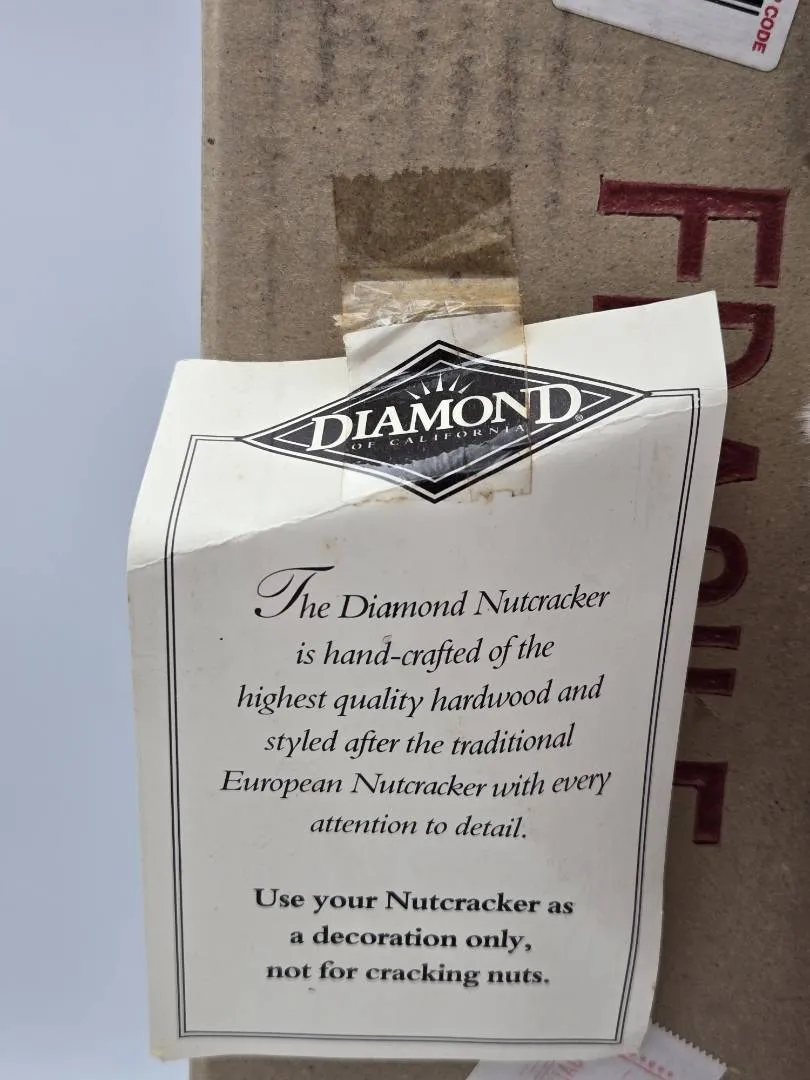 CODE
DIAMOND®
OF CALIFORNIA
The Diamond Nutcracker
is hand-crafted of the
highest quality hardwood and
styled after the traditional
European Nutcracker with every
attention to detail.
Use your Nutcracker as
a decoration only,
not for cracking nuts.